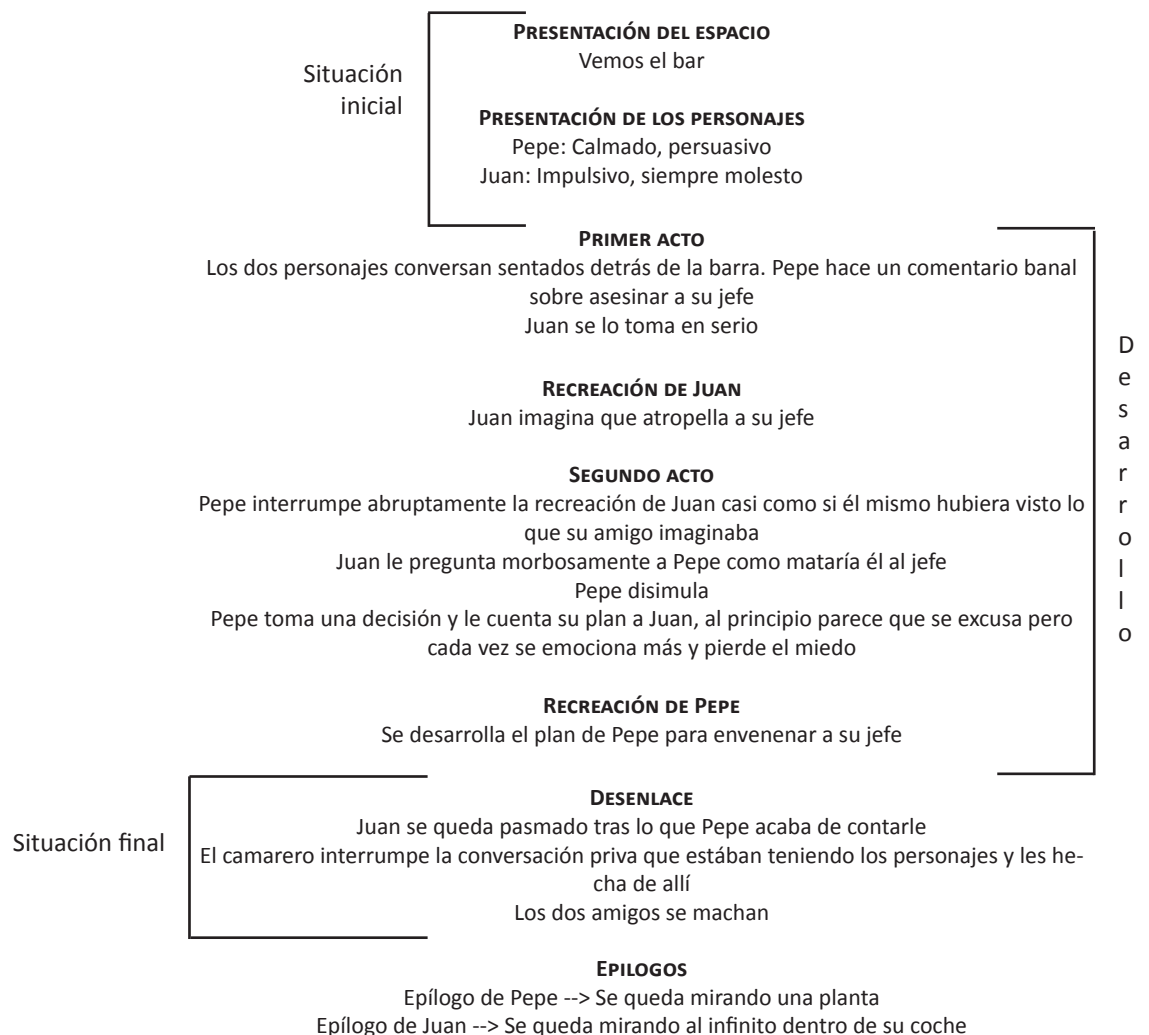 PRESENTACIÓN DEL ESPACIO
Vemos el bar
Situación
inicial
PRESENTACIÓN DE LOS PERSONAJES
Pepe: Calmado, persuasivo
Juan: Impulsivo, siempre molesto
PRIMER ACTO
Los dos personajes conversan sentados detrás de la barra. Pepe hace un comentario banal
sobre asesinar a su jefe
Juan se lo toma en serio
RECREACIÓN DE JUAN
Juan imagina que atropella a su jefe
SEGUNDO ACTO
Pepe interrumpe abruptamente la recreación de Juan casi como si él mismo hubiera visto lo
que su amigo imaginaba
Juan le pregunta morbosamente a Pepe como mataría él al jefe
Pepe disimula
Pepe toma una decisión y le cuenta su plan a Juan, al principio parece que se excusa pero
cada vez se emociona más y pierde el miedo
RECREACIÓN DE PEPE
Se desarrolla el plan de Pepe para envenenar a su jefe
Desarrollo
DESENLACE
Juan se queda pasmado tras lo que Pepe acaba de contarle
Situación final
El camarero interrumpe la conversación priva que estában teniendo los personajes y les he-
cha de allí
Los dos amigos se machan
EPILOGOS
Epílogo de Pepe --> Se queda mirando una planta
Epílogo de Juan --> Se queda mirando al infinito dentro de su coche